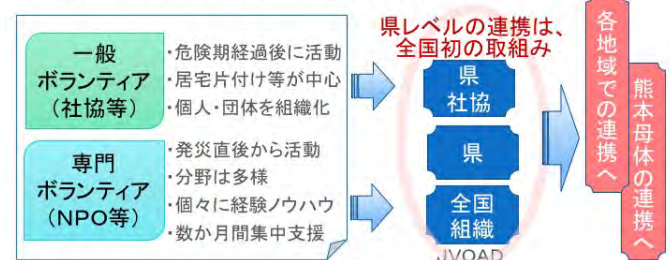 一般
ボランティア
（社協等）
・危険期経過後に活動
・居宅片付け等が中心
・個人・団体を組織化
専門
ボランティア
（NPO等）
・発災直後から活動
・分野は多様
・個々に経験ノウハウ
・数か月間集中支援
県レベルの連携は、
全国初の取組み
県
社協
県
全国
組織
JVOAD
各地域での連携へ
熊本母体の連携へ